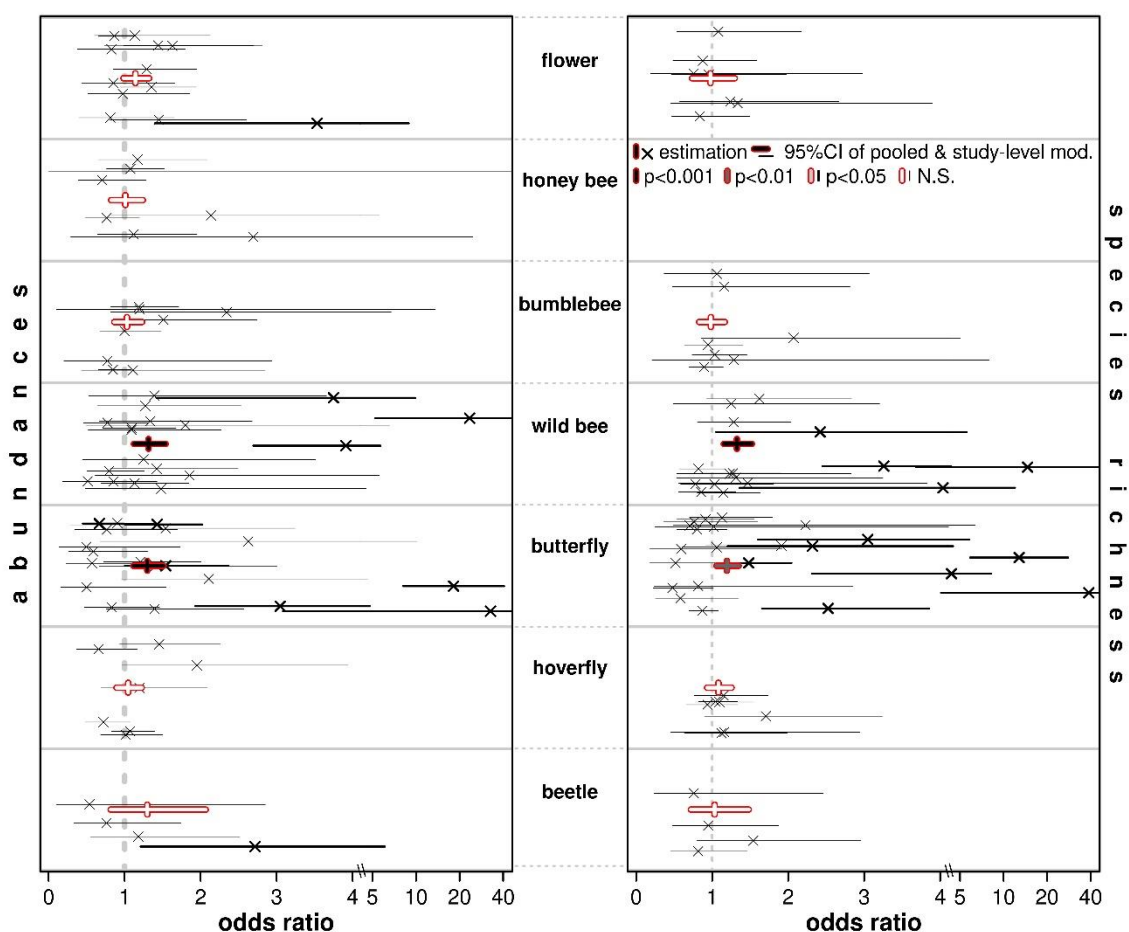 flower
honey bee
bumblebee
wild bee
butterfly
hoverfly
beetle
abundances
species richness
× estimation 95%CI of pooled & study-level mod.
p<0.001 p<0.01 p<0.05 N.S.
0 1 2 3 4 5 20 40
odds ratio
0 1 2 3 4 5 20 40
odds ratio